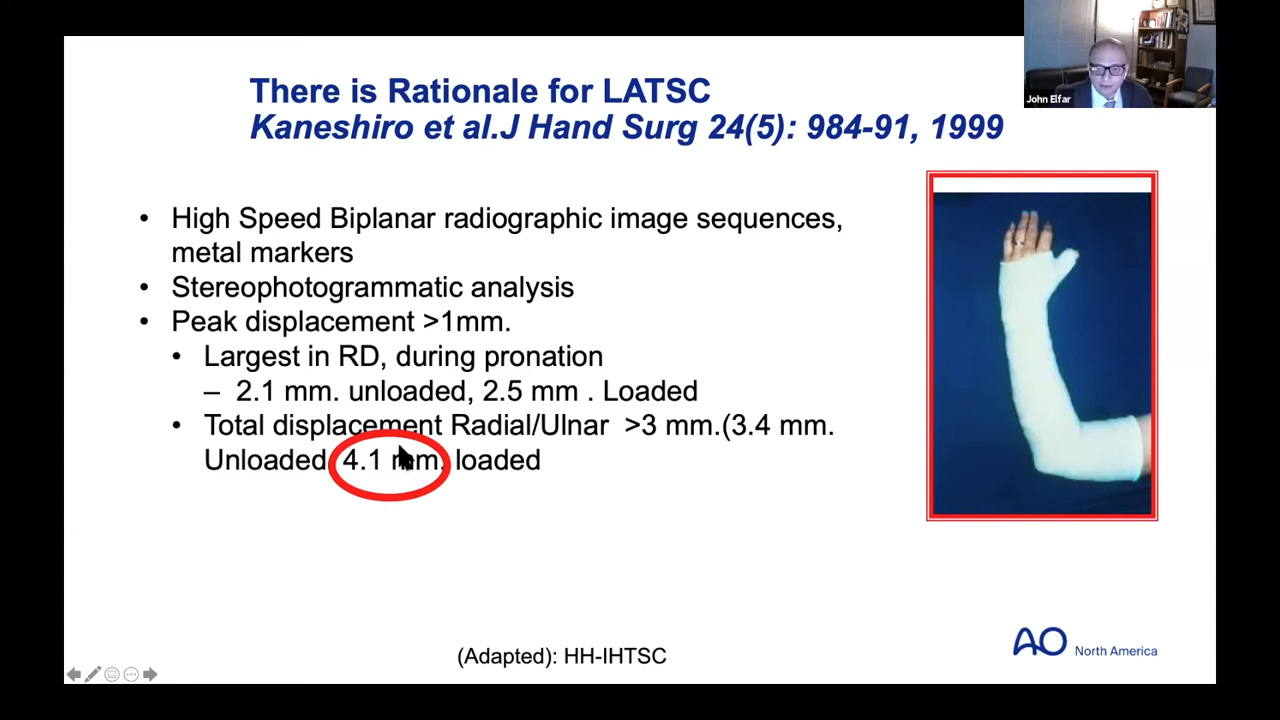 There is Rationale for LATSC
Kaneshiro et al.J Hand Surg 24(5): 984-91, 1999
John Elfar
• High Speed Biplanar radiographic image sequences,
metal markers
• Stereophotogrammatic analysis
• Peak displacement >1mm.
• Largest in RD, during pronation
– 2.1 mm. unloaded, 2.5 mm . Loaded
• Total displacement Radial/Ulnar >3 mm.(3.4 mm.
Unloaded 4.1 mm. loaded
(Adapted): HH-IHTSC
AO North America